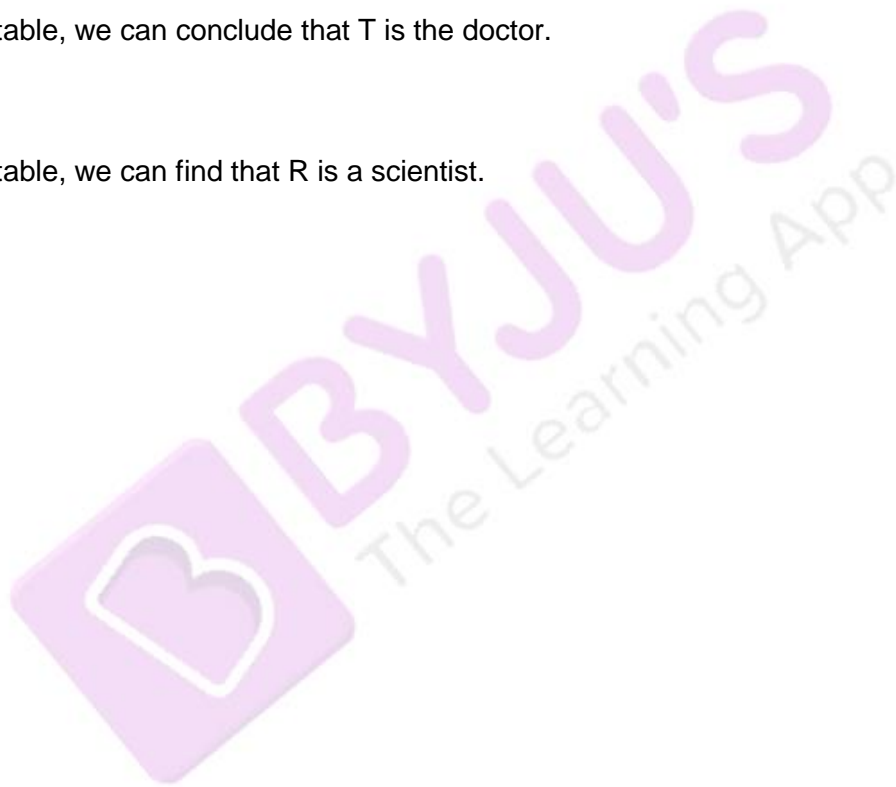 table, we can conclude that T is the doctor.
table, we can find that R is a scientist.
BYJU'S
The Learning App